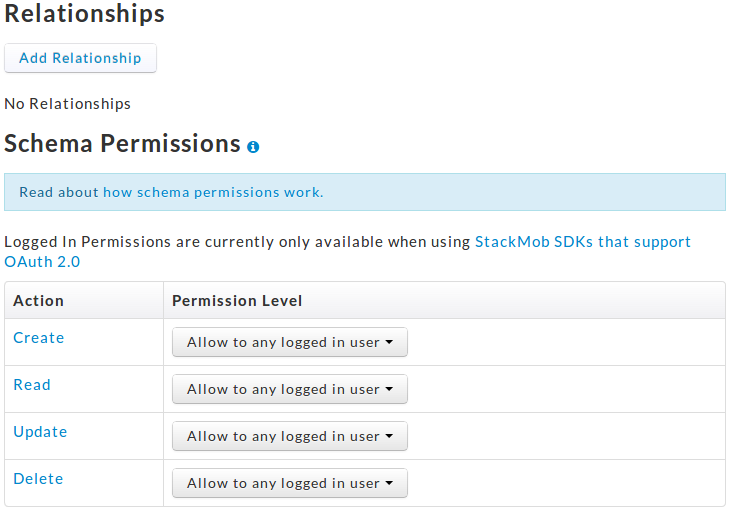 Relationships
Add Relationship
No Relationships
Schema Permissions
Read about how schema permissions work.
Logged In Permissions are currently only available when using StackMob SDKs that support
OAuth 2.0
Action Permission Level
Create Allow to any logged in user
Read Allow to any logged in user
Update Allow to any logged in user
Delete Allow to any logged in user